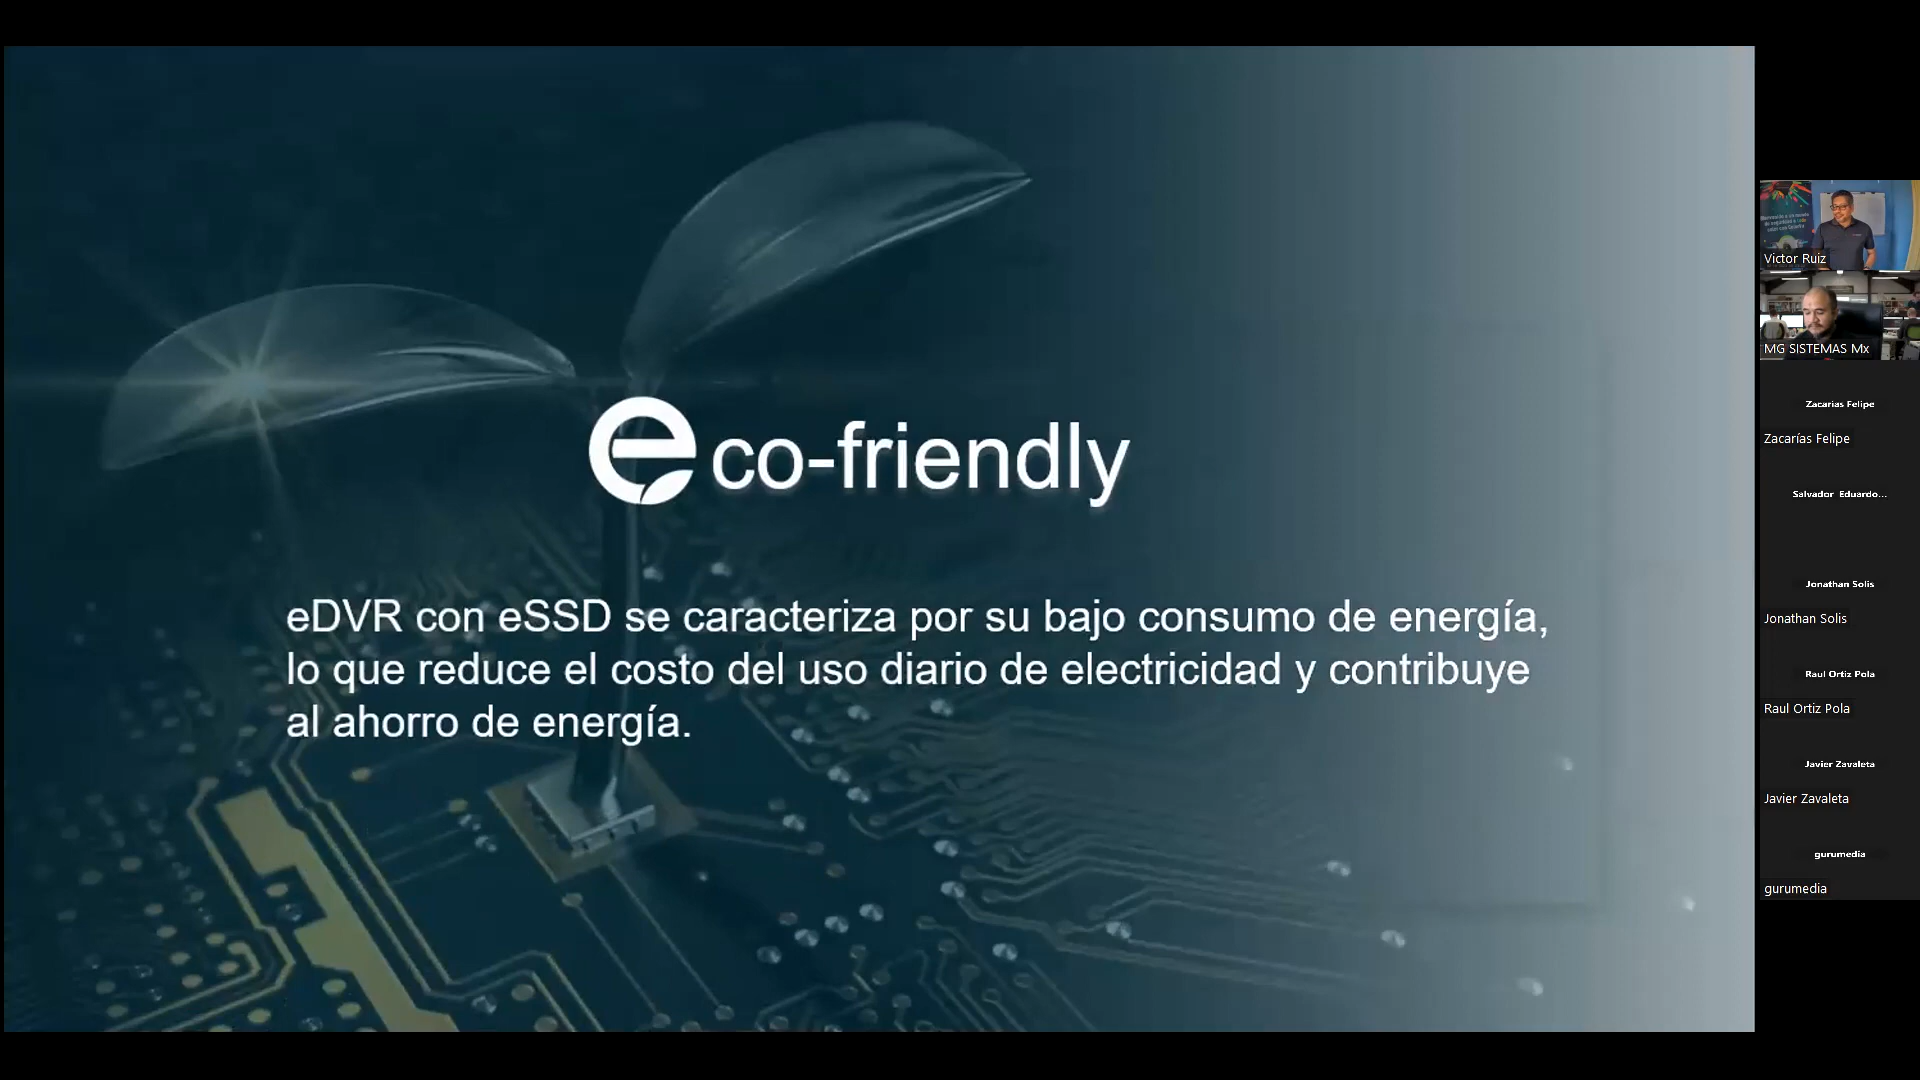 eco-friendly
eDVR con eSSD se caracteriza por su bajo consumo de energía,
lo que reduce el costo del uso diario de electricidad y contribuye
al ahorro de energía.
Victor Ruiz
MG SISTEMAS Mx
Zacarías Felipe
Zacarías Felipe
Salvador Eduardo...
Jonathan Solis
Jonathan Solis
Raul Ortiz Pola
Raul Ortiz Pola
Javier Zavaleta
Javier Zavaleta
gurumedia
gurumedia